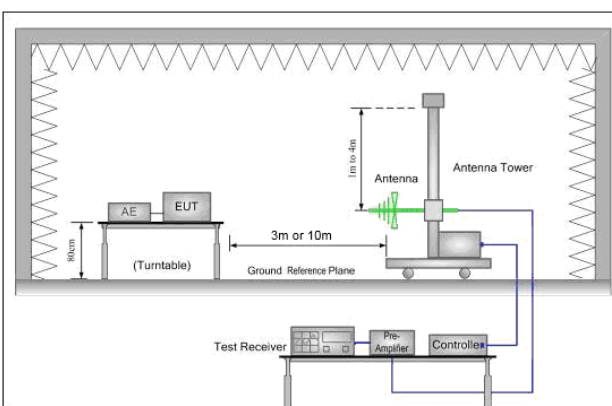 1m to 4m
Antenna
Antenna Tower
AE
EUT
80cm
3m or 10m
(Turntable)
Ground Reference Plane
Test Receiver
Pre-
Amplifier
Controlle